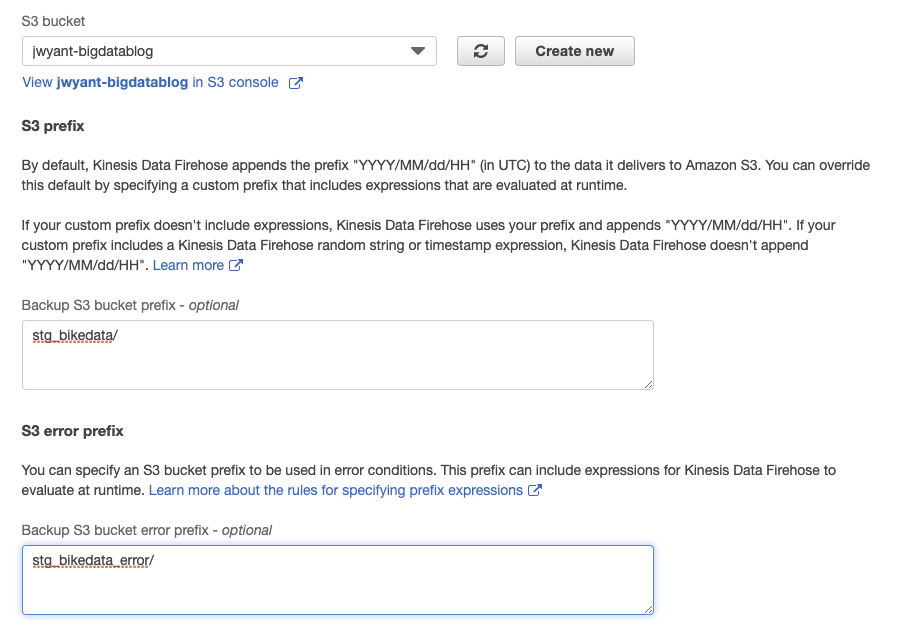 S3 bucket
jwyant-bigdatablog
Create new
View jwyant-bigdatablog in S3 console
S3 prefix
By default, Kinesis Data Firehose appends the prefix "YYYY/MM/dd/HH" (in UTC) to the data it delivers to Amazon S3. You can override
this default by specifying a custom prefix that includes expressions that are evaluated at runtime.
If your custom prefix doesn't include expressions, Kinesis Data Firehose uses your prefix and appends "YYYY/MM/dd/HH". If your
custom prefix includes a Kinesis Data Firehose random string or timestamp expression, Kinesis Data Firehose doesn't append
"YYYY/MM/dd/HH". Learn more
Backup S3 bucket prefix - optional
stg_bikedata/
S3 error prefix
You can specify an S3 bucket prefix to be used in error conditions. This prefix can include expressions for Kinesis Data Firehose to
evaluate at runtime. Learn more about the rules for specifying prefix expressions
Backup S3 bucket error prefix - optional
stg_bikedata_error/